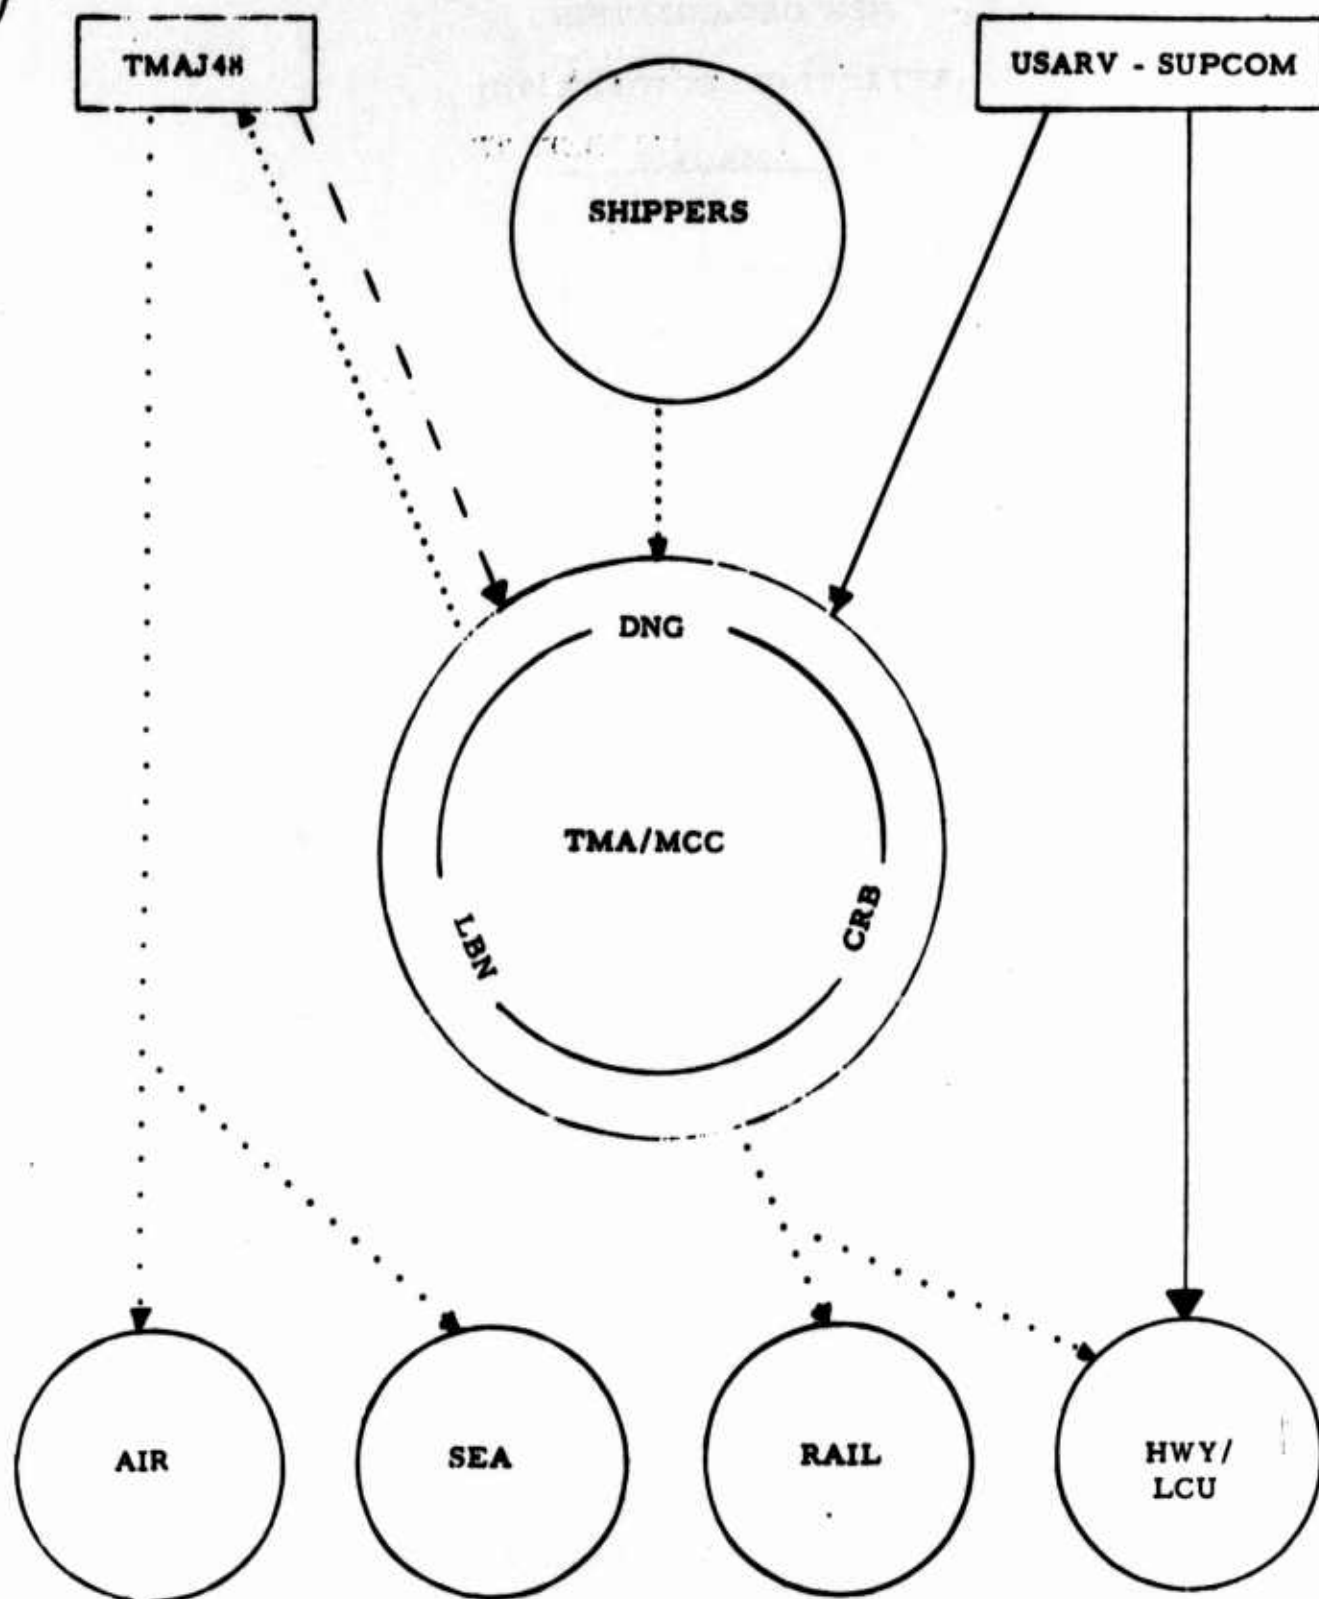 TMAJ48
USARV - SUPCOM
SHIPPERS
DNG
TMA/MCC
CRB
LBN
AIR
SEA
RAIL
HWY/
LCU